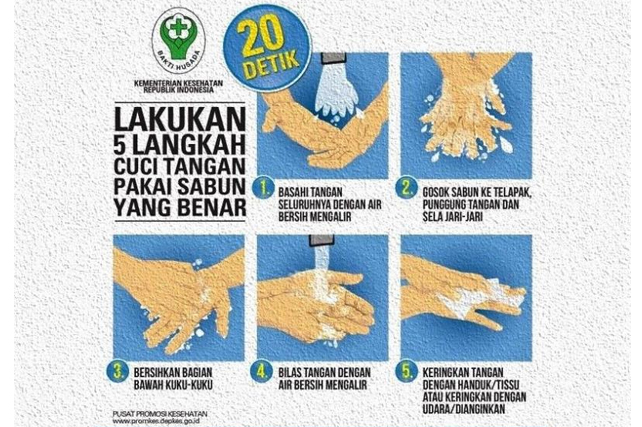 BAKTI HUSADA
KEMENTERIAN KESEHATAN
REPUBLIK INDONESIA
20
DETIK
LAKUKAN
5 LANGKAH
CUCI TANGAN
PAKAI SABUN
YANG BENAR
1. BASAHI TANGAN
SELURUHNYA DENGAN AIR
BERSIH MENGALIR
2. GOSOK SABUN KE TELAPAK,
PUNGGUNG TANGAN DAN
SELA JARI-JARI
3. BERSIHKAN BAGIAN
BAWAH KUKU-KUKU
4. BILAS TANGAN DENGAN
AIR BERSIH MENGALIR
5. KERINGKAN TANGAN
DENGAN HANDUK/TISSU
ATAU KERINGKAN DENGAN
UDARA/DIANGINKAN
PUSAT PROMOSI KESEHATAN
www.promkes.depkes.go.id